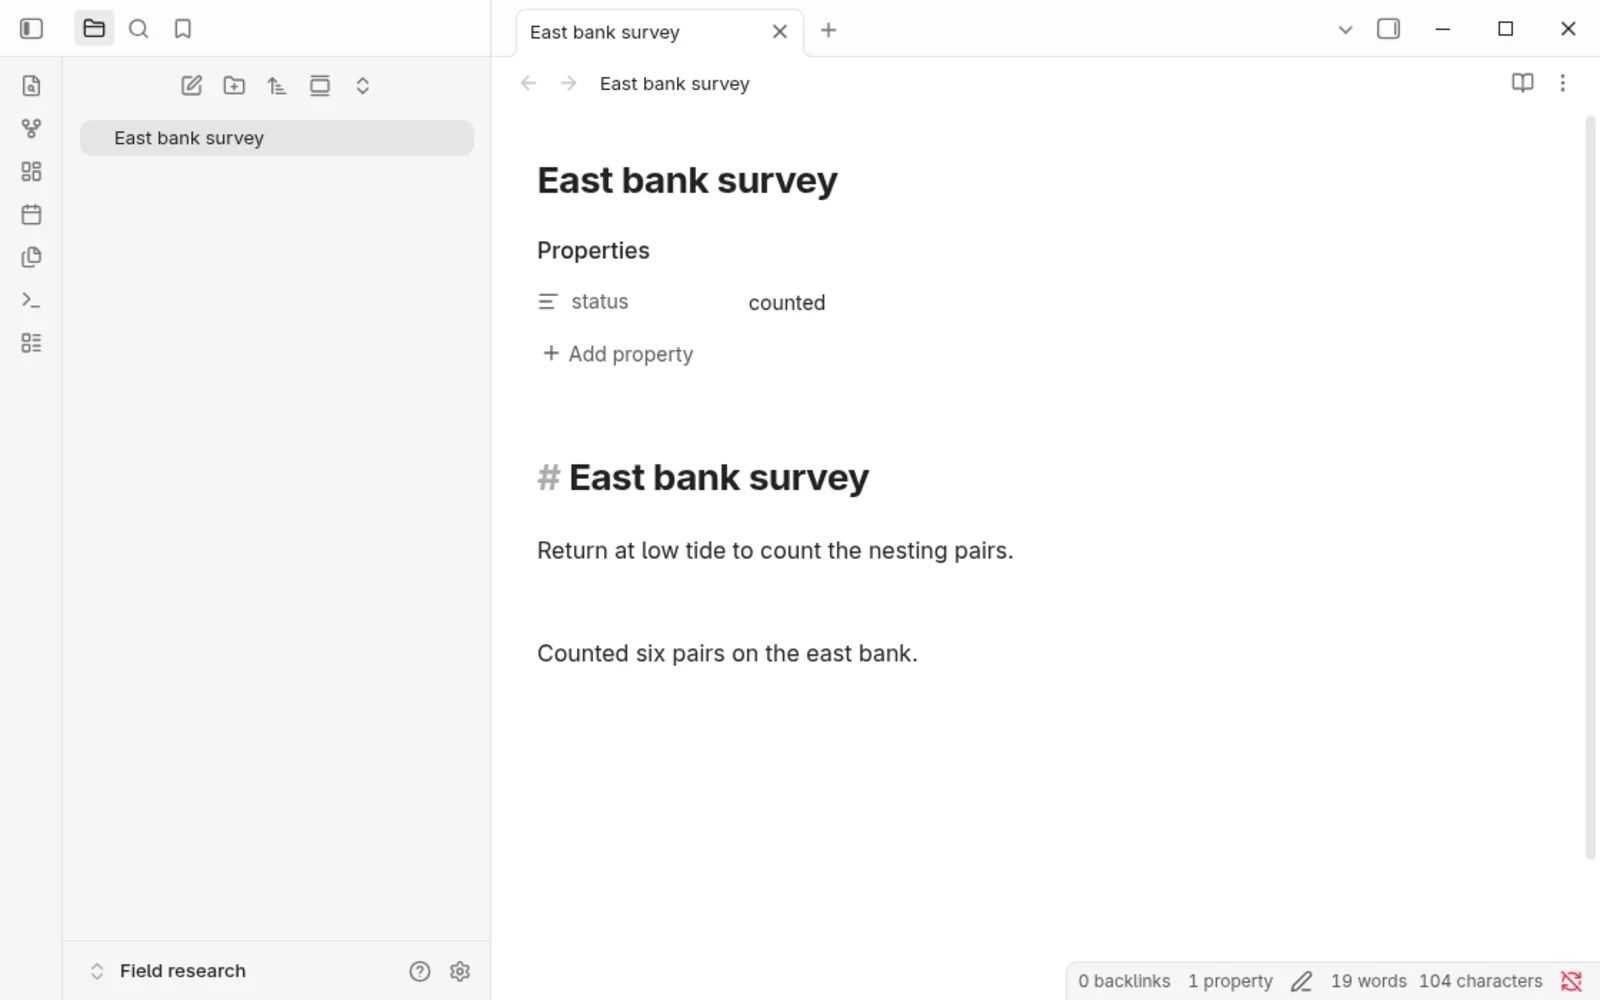 East bank survey
East bank survey
East bank survey
East bank survey
Properties
status counted
Add property
# East bank survey
Return at low tide to count the nesting pairs.
Counted six pairs on the east bank.
Field research
0 backlinks 1 property 19 words 104 characters